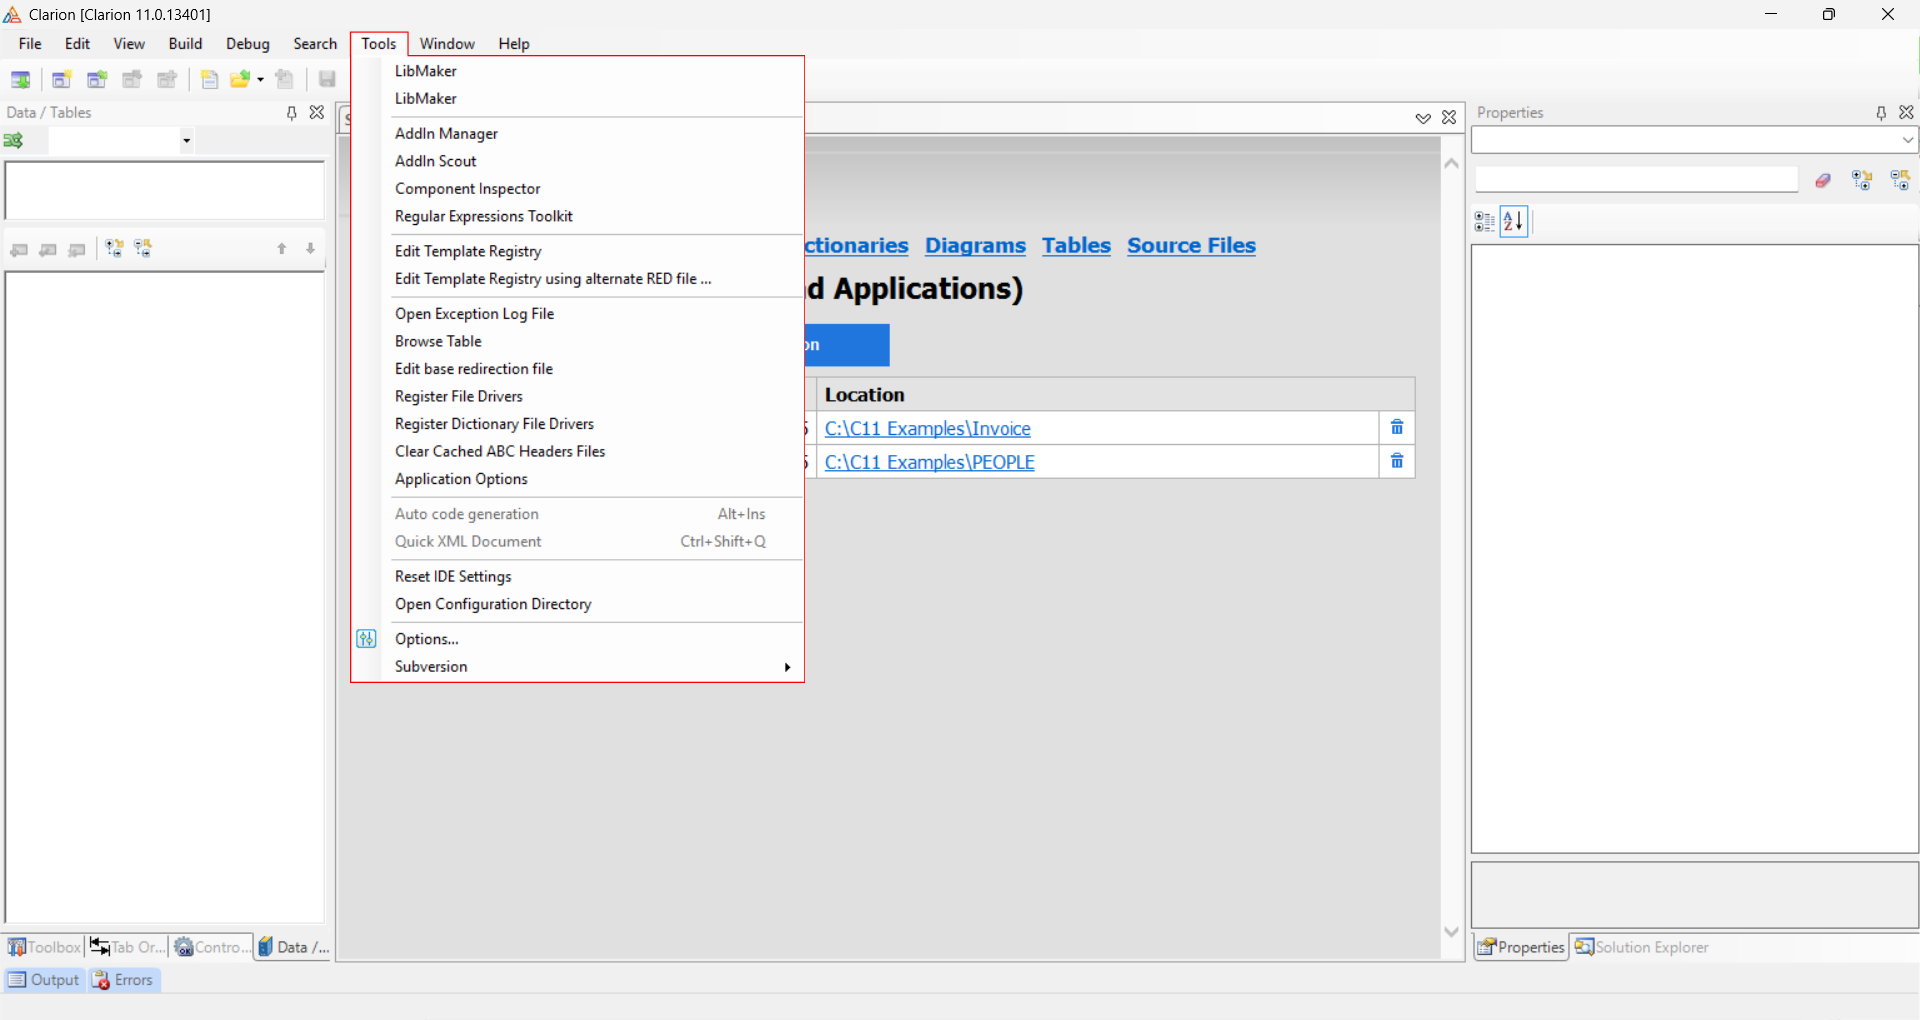 Clarion [Clarion 11.0.13401]
File Edit View Build Debug Search Tools Window Help
Data / Tables
Properties
LibMaker
LibMaker
AddIn Manager
AddIn Scout
Component Inspector
Regular Expressions Toolkit
Edit Template Registry
Edit Template Registry using alternate RED file ...
Open Exception Log File
Browse Table
Edit base redirection file
Register File Drivers
Register Dictionary File Drivers
Clear Cached ABC Headers Files
Application Options
Auto code generation Alt+Ins
Quick XML Document Ctrl+Shift+Q
Reset IDE Settings
Open Configuration Directory
Options...
Subversion
ctionaries Diagrams Tables Source Files
d Applications)
on
Location
C:\C11 Examples\Invoice
C:\C11 Examples\PEOPLE
Toolbox Tab Or... Contro... Data /...
Properties Solution Explorer
Output Errors